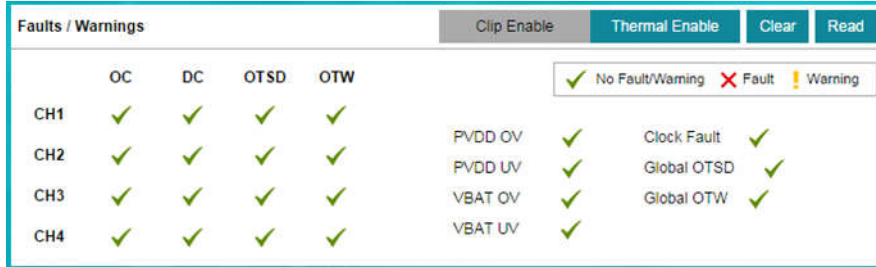 Faults / Warnings Clip Enable Thermal Enable Clear Read
No Fault/Warning Fault Warning
OC DC OTSD OTW
CH1
CH2
CH3
CH4
PVDD OV Clock Fault
PVDD UV Global OTSD
VBAT OV Global OTW
VBAT UV